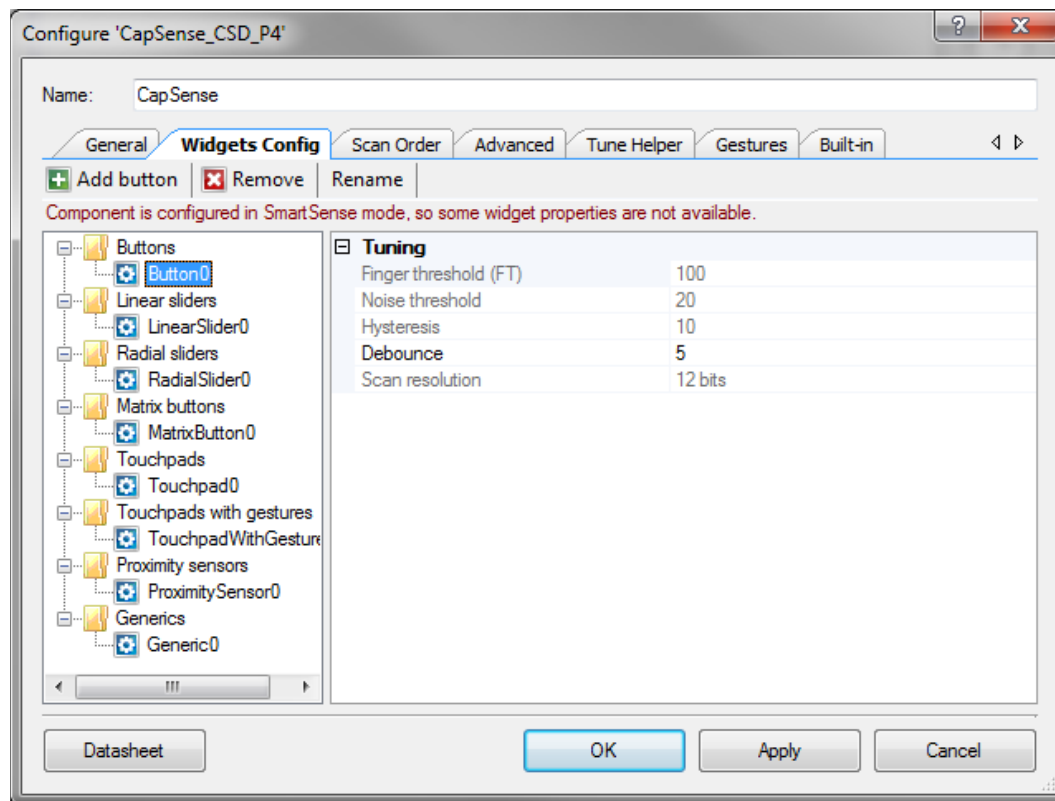 Configure 'CapSense_CSD_P4'
Name: CapSense
General Widgets Config Scan Order Advanced Tune Helper Gestures Built-in
Add button Remove Rename
Component is configured in SmartSense mode, so some widget properties are not available.
Buttons
Button0
Linear sliders
LinearSlider0
Radial sliders
RadialSlider0
Matrix buttons
MatrixButton0
Touchpads
Touchpad0
Touchpads with gestures
TouchpadWithGesture
Proximity sensors
ProximitySensor0
Generics
Generic0
Tuning
Finger threshold (FT) 100
Noise threshold 20
Hysteresis 10
Debounce 5
Scan resolution 12 bits
Datasheet OK Apply Cancel